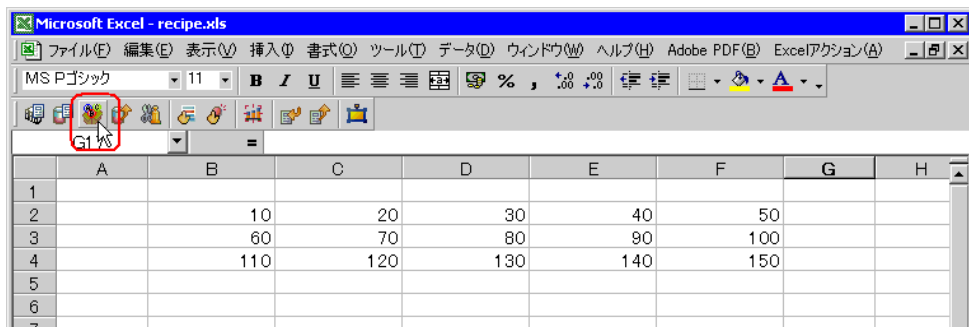 Microsoft Excel - recipe.xls
ファイル(F) 編集(E) 表示(V) 挿入(I) 書式(O) ツール(T) データ(D) ウィンドウ(W) ヘルプ(H) Adobe PDF(B) Excelアクション(A)
MS Pゴシック 11 B I U % ,
G17 =
A B C D E F G H
1
2 10 20 30 40 50
3 60 70 80 90 100
4 110 120 130 140 150
5
6